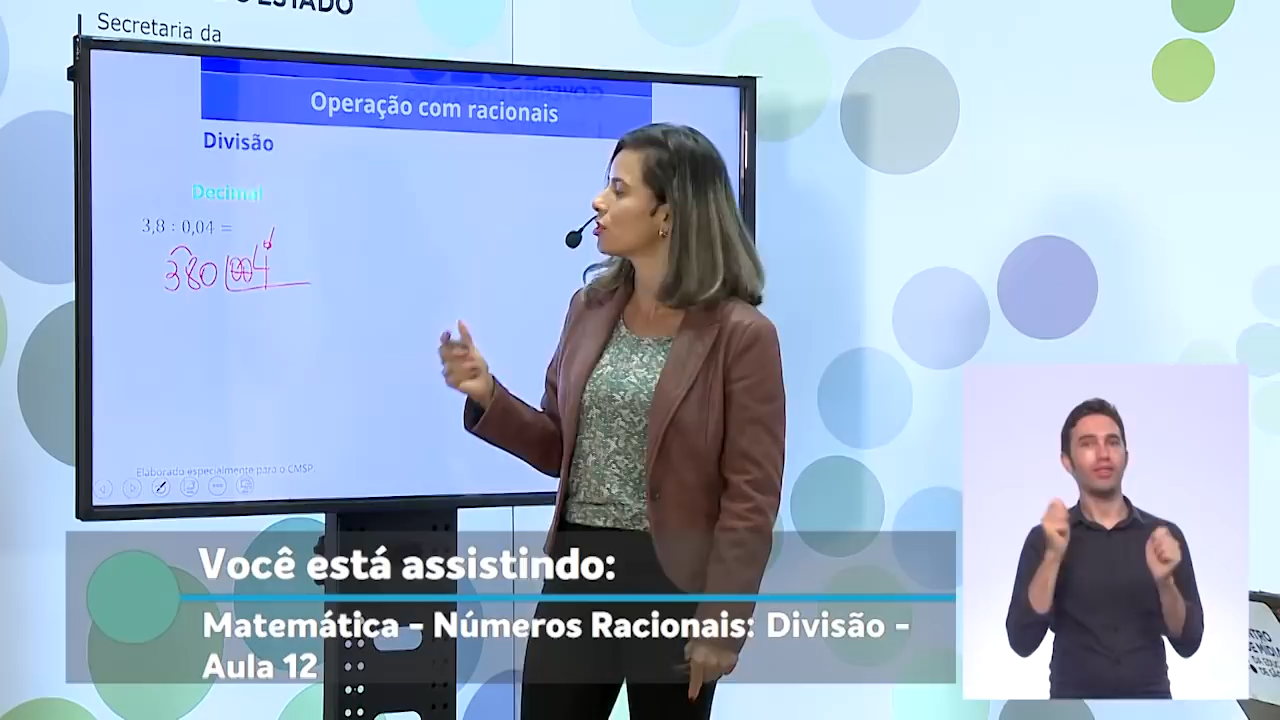 ESTADO
Secretaria da
Operação com racionais
Divisão
Decimal
3,8 : 0,04 =
380 004
Elaborado especialmente para o CMSP.
Você está assistindo:
Matemática - Números Racionais: Divisão -
Aula 12